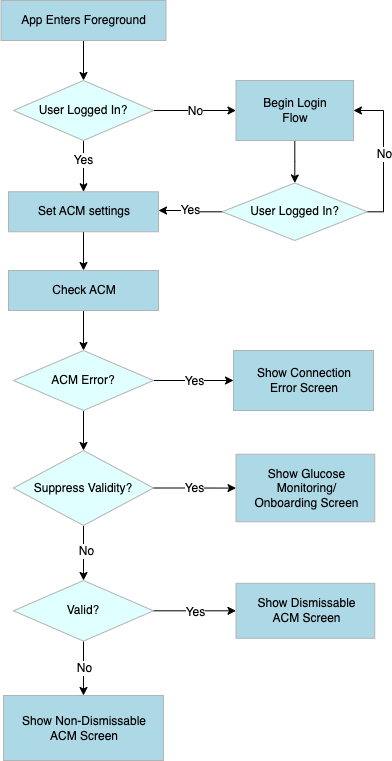 App Enters Foreground
User Logged In?
No
Begin Login
Flow
No
Yes
Set ACM settings
Yes
User Logged In?
Check ACM
ACM Error?
Yes
Show Connection
Error Screen
Suppress Validity?
Yes
Show Glucose
Monitoring/
Onboarding Screen
No
Valid?
Yes
Show Dismissable
ACM Screen
No
Show Non-Dismissable
ACM Screen